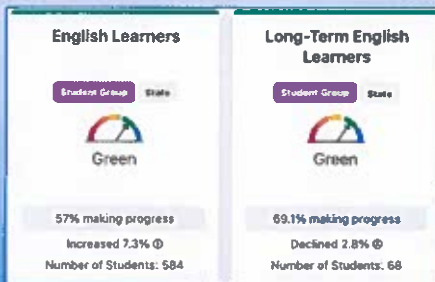 English Learners
Student Group State
Green
57% making progress
Increased 7.3%
Number of Students: 584
Long-Term English
Learners
Student Group State
Green
69.1% making progress
Declined 2.8%
Number of Students: 68